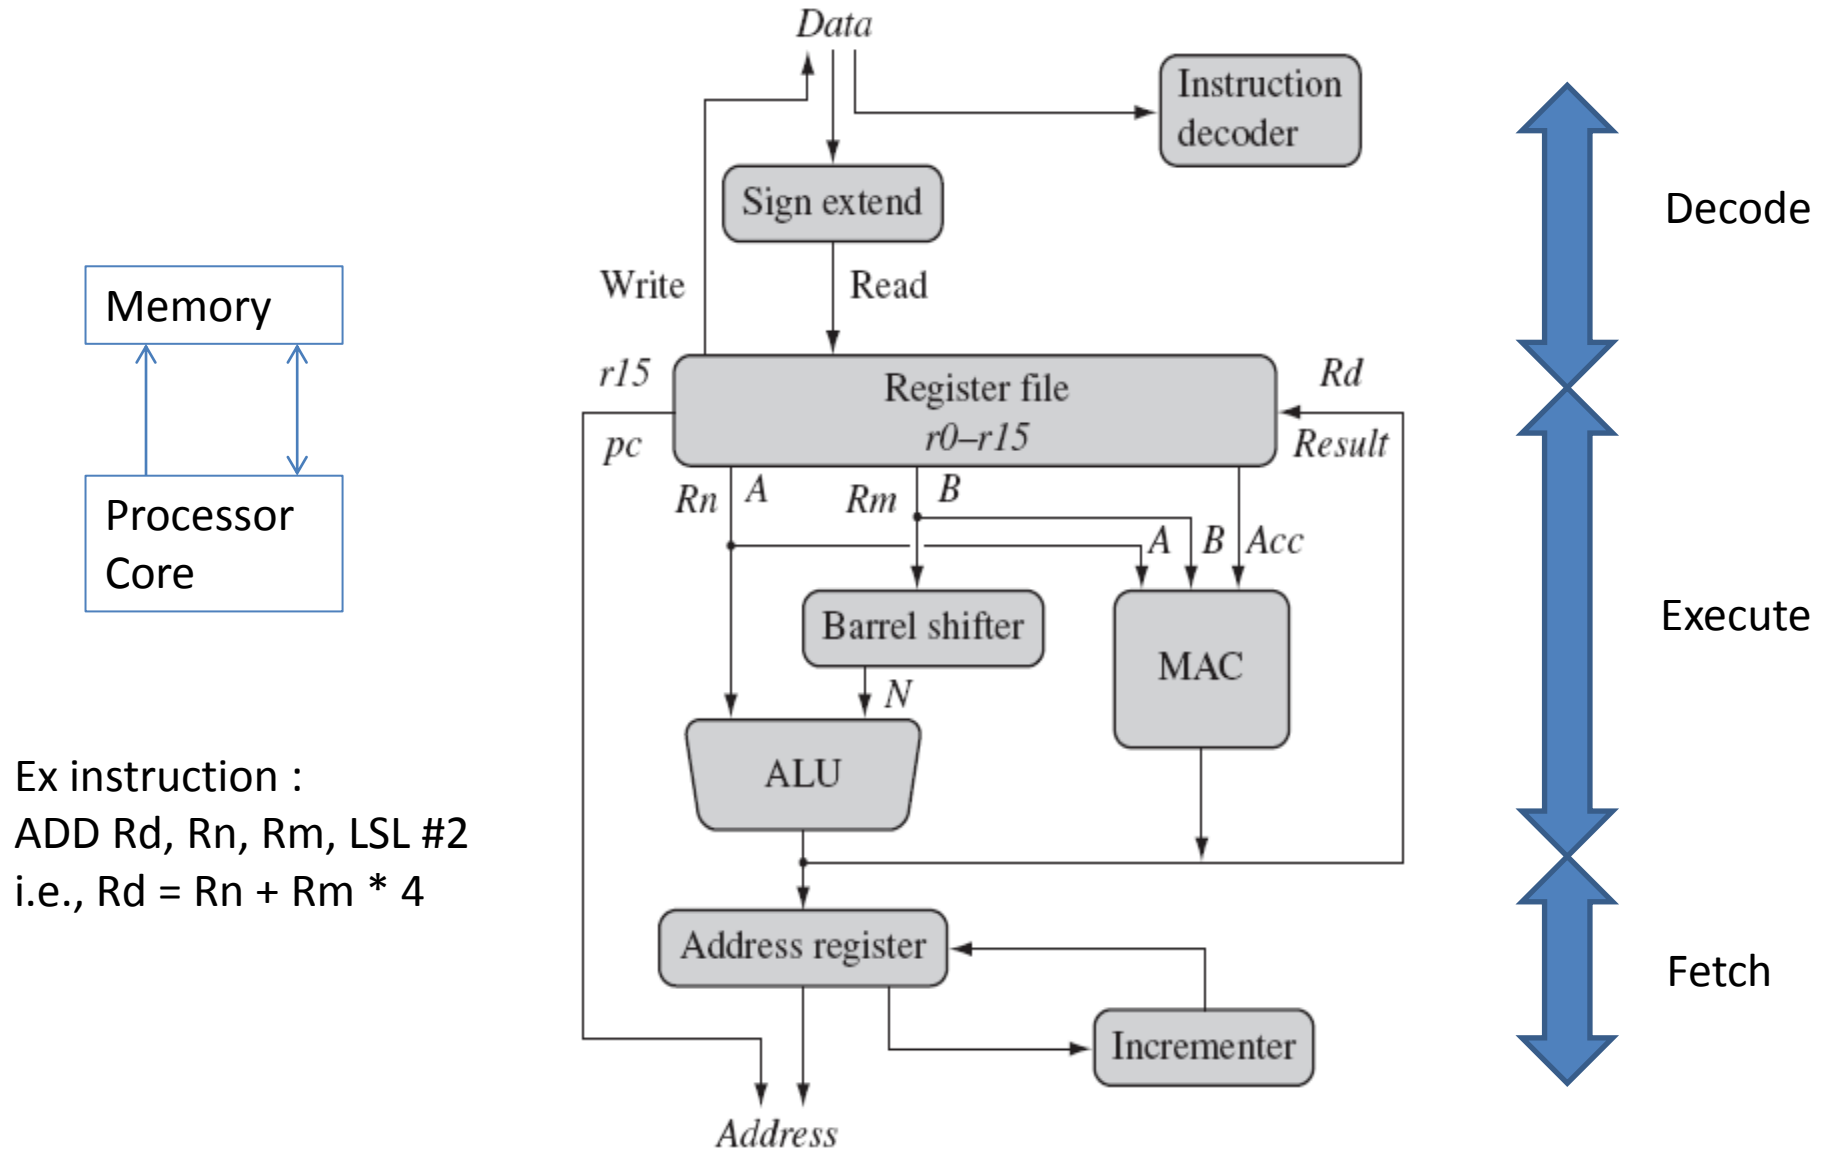 Data
Instruction
decoder
Sign extend
Decode
Write
Read
Memory
r15
Register file
Rd
r0–r15
pc
Result
Processor
Core
Rn
A
Rm
B
A
B
Acc
Barrel shifter
Execute
MAC
N
ALU
Ex instruction :
ADD Rd, Rn, Rm, LSL #2
i.e., Rd = Rn + Rm * 4
Address register
Fetch
Incrementer
Address